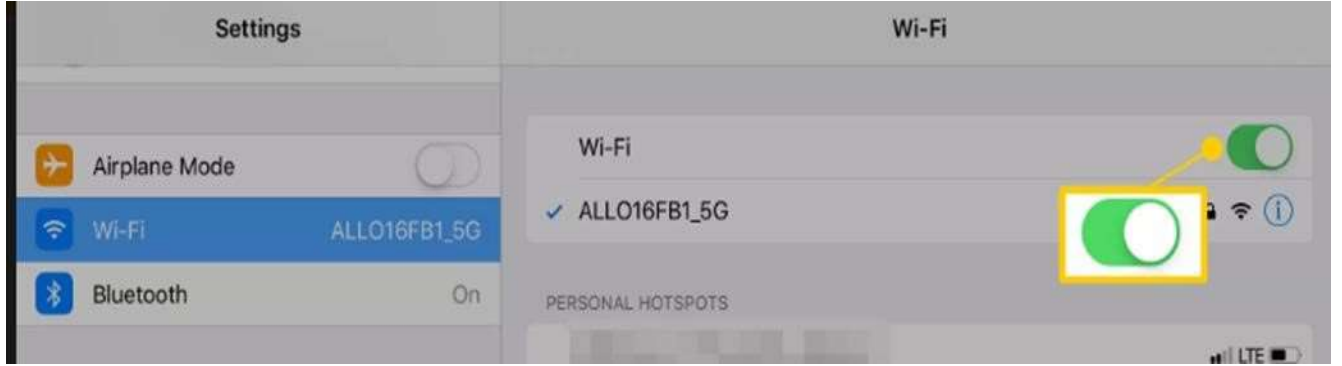 Settings
Wi-Fi
Airplane Mode
Wi-Fi ALLO16FB1_5G
Bluetooth On
Wi-Fi
ALLO16FB1_5G
PERSONAL HOTSPOTS
LTE